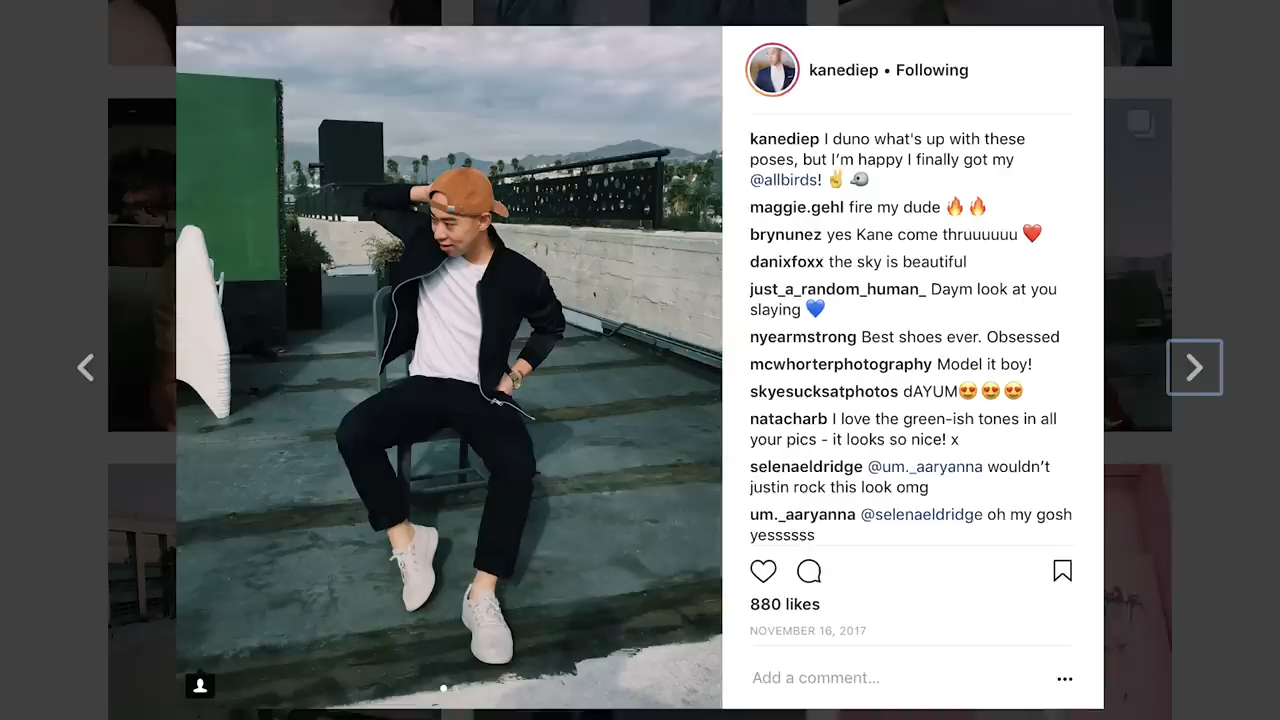 kanediep • Following
kanediep I duno what's up with these
poses, but I'm happy I finally got my
@allbirds! ✌️ 🐦
maggie.gehl fire my dude 🔥 🔥
brynunez yes Kane come thruuuuuu ❤️
danixfoxx the sky is beautiful
just_a_random_human_ Daym look at you
slaying 💙
nyearmstrong Best shoes ever. Obsessed
mcwhorterphotography Model it boy!
skyesucksatphotos dAYUM😍 😍 😍
natacharb I love the green-ish tones in all
your pics - it looks so nice! x
selenaeldridge @um._aaryanna wouldn't
justin rock this look omg
um._aaryanna @selenaeldridge oh my gosh
yessssss
880 likes
NOVEMBER 16, 2017
Add a comment...